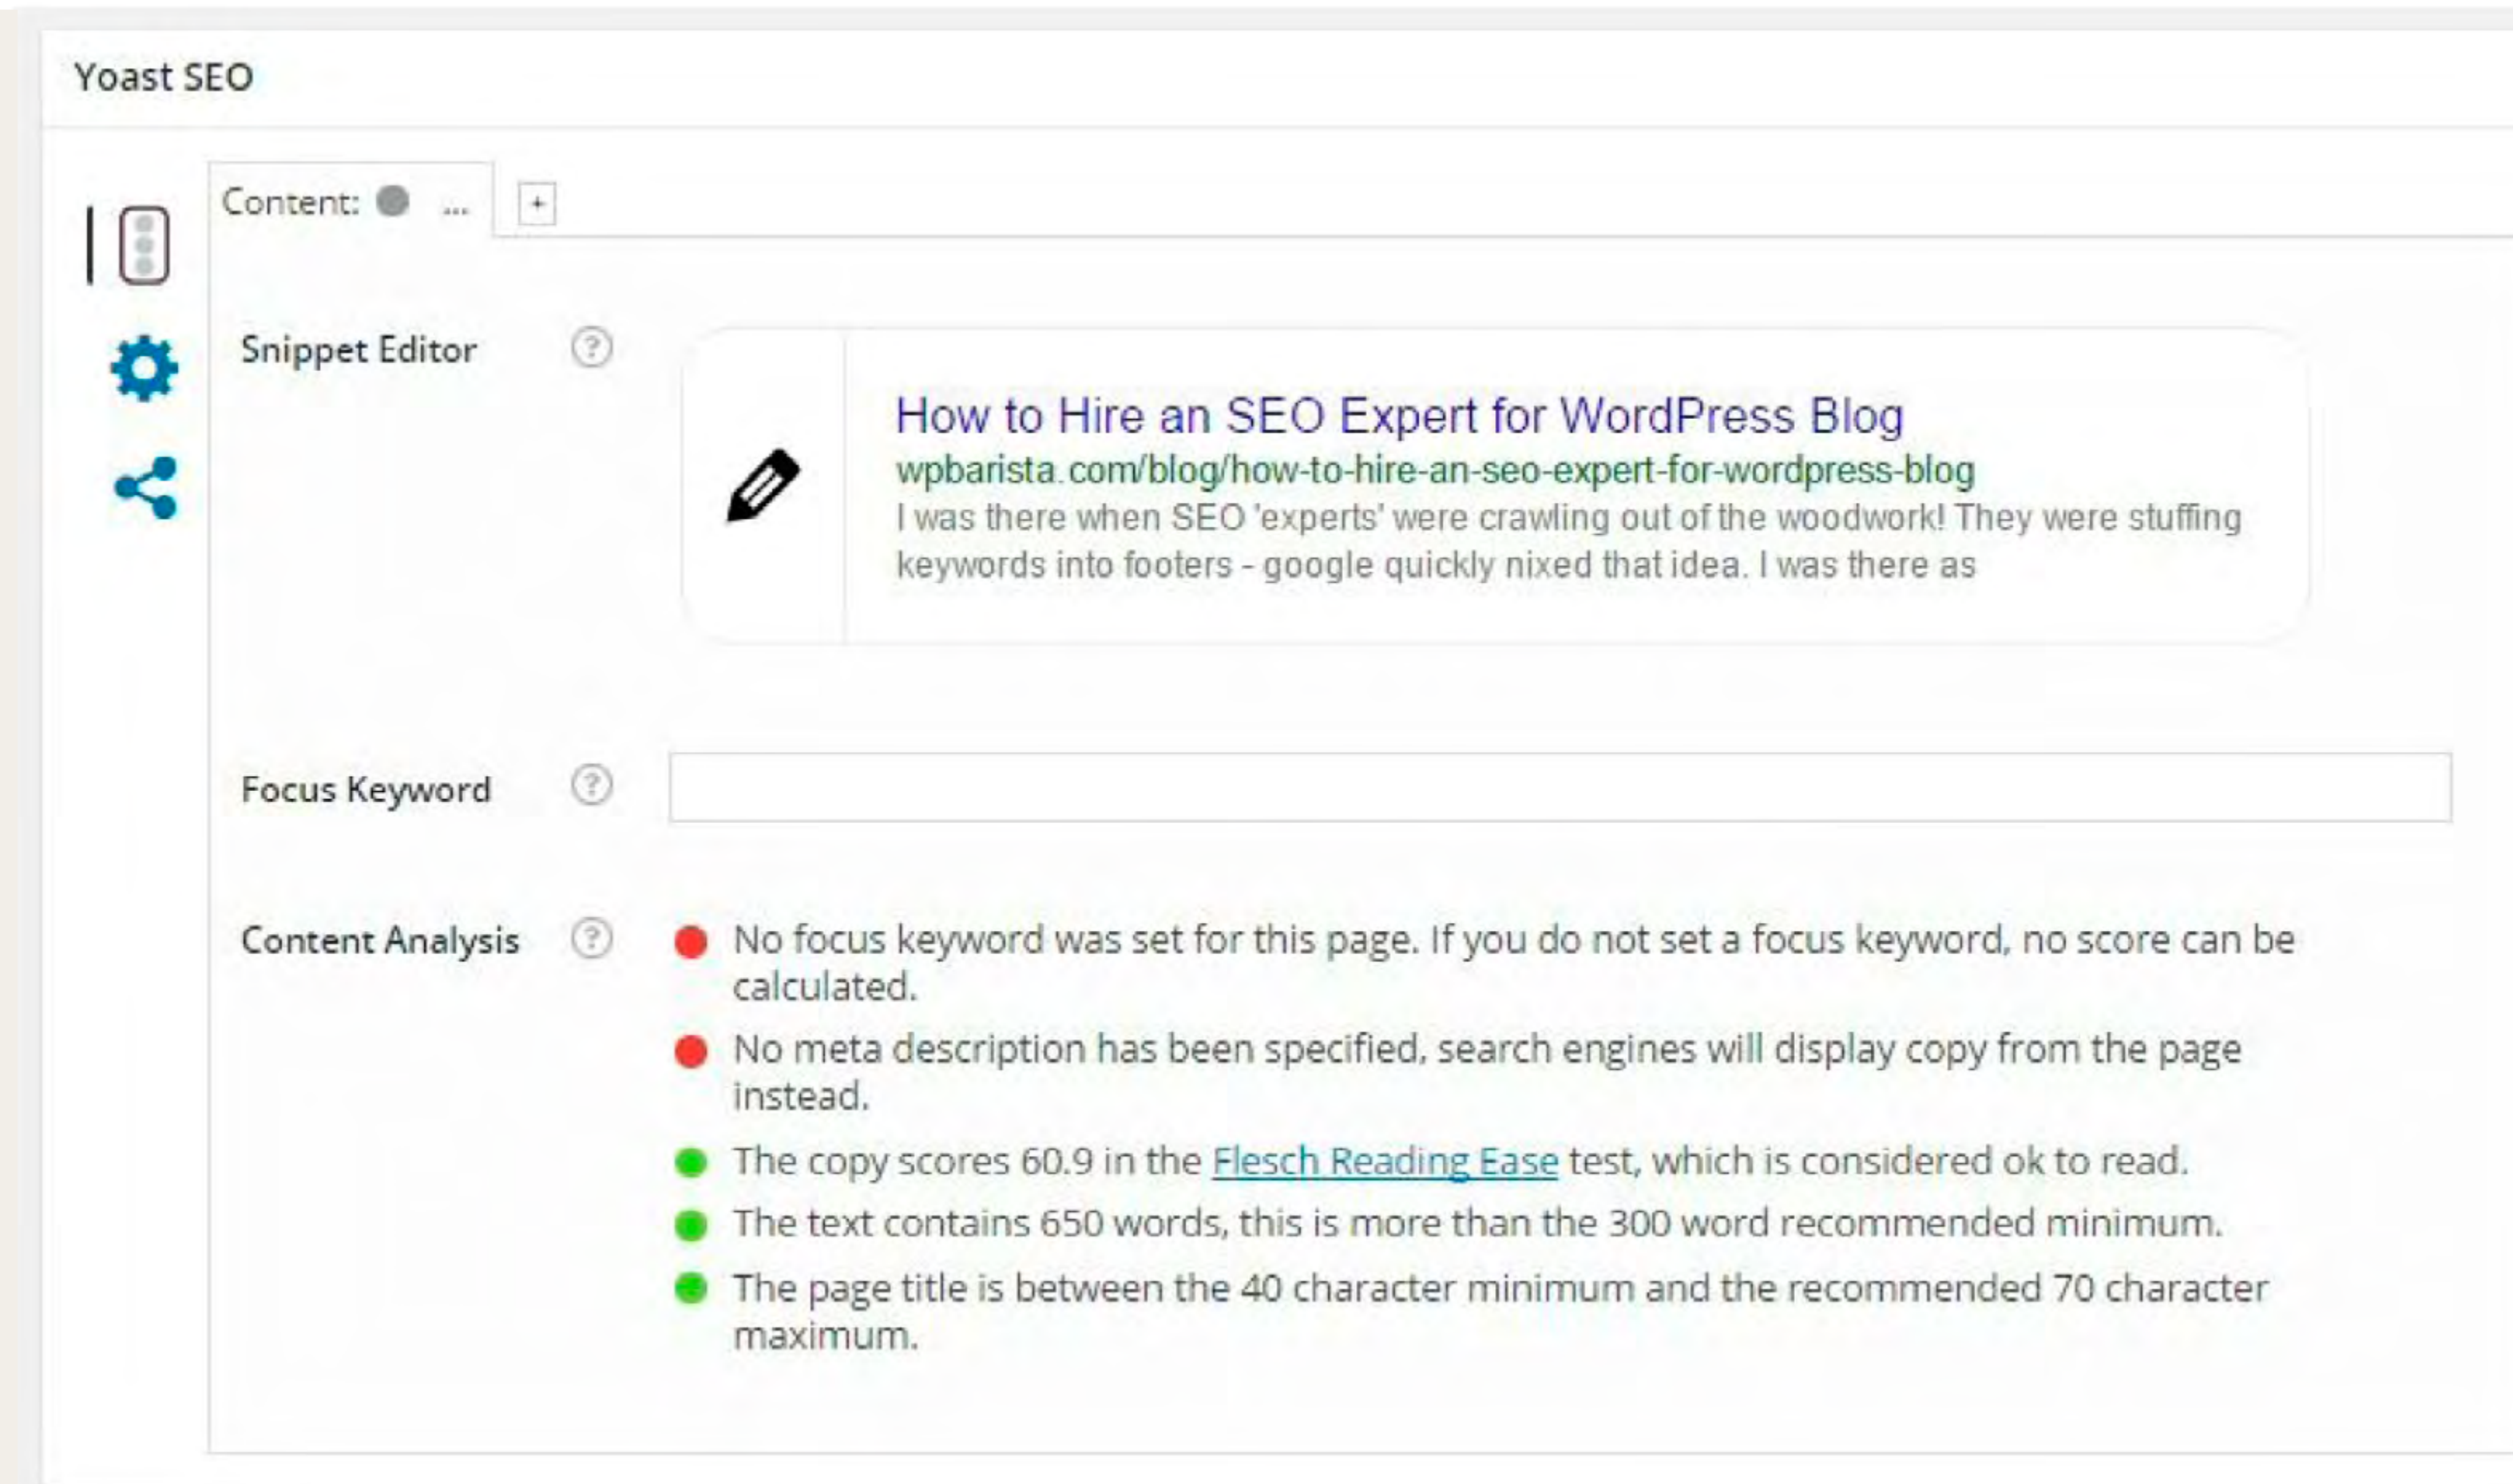 Yoast SEO
Content: ...
+
Snippet Editor ?
How to Hire an SEO Expert for WordPress Blog
wpbarista.com/blog/how-to-hire-an-seo-expert-for-wordpress-blog
I was there when SEO 'experts' were crawling out of the woodwork! They were stuffing
keywords into footers - google quickly nixed that idea. I was there as
Focus Keyword ?
Content Analysis ?
No focus keyword was set for this page. If you do not set a focus keyword, no score can be
calculated.
No meta description has been specified, search engines will display copy from the page
instead.
The copy scores 60.9 in the Flesch Reading Ease test, which is considered ok to read.
The text contains 650 words, this is more than the 300 word recommended minimum.
The page title is between the 40 character minimum and the recommended 70 character
maximum.